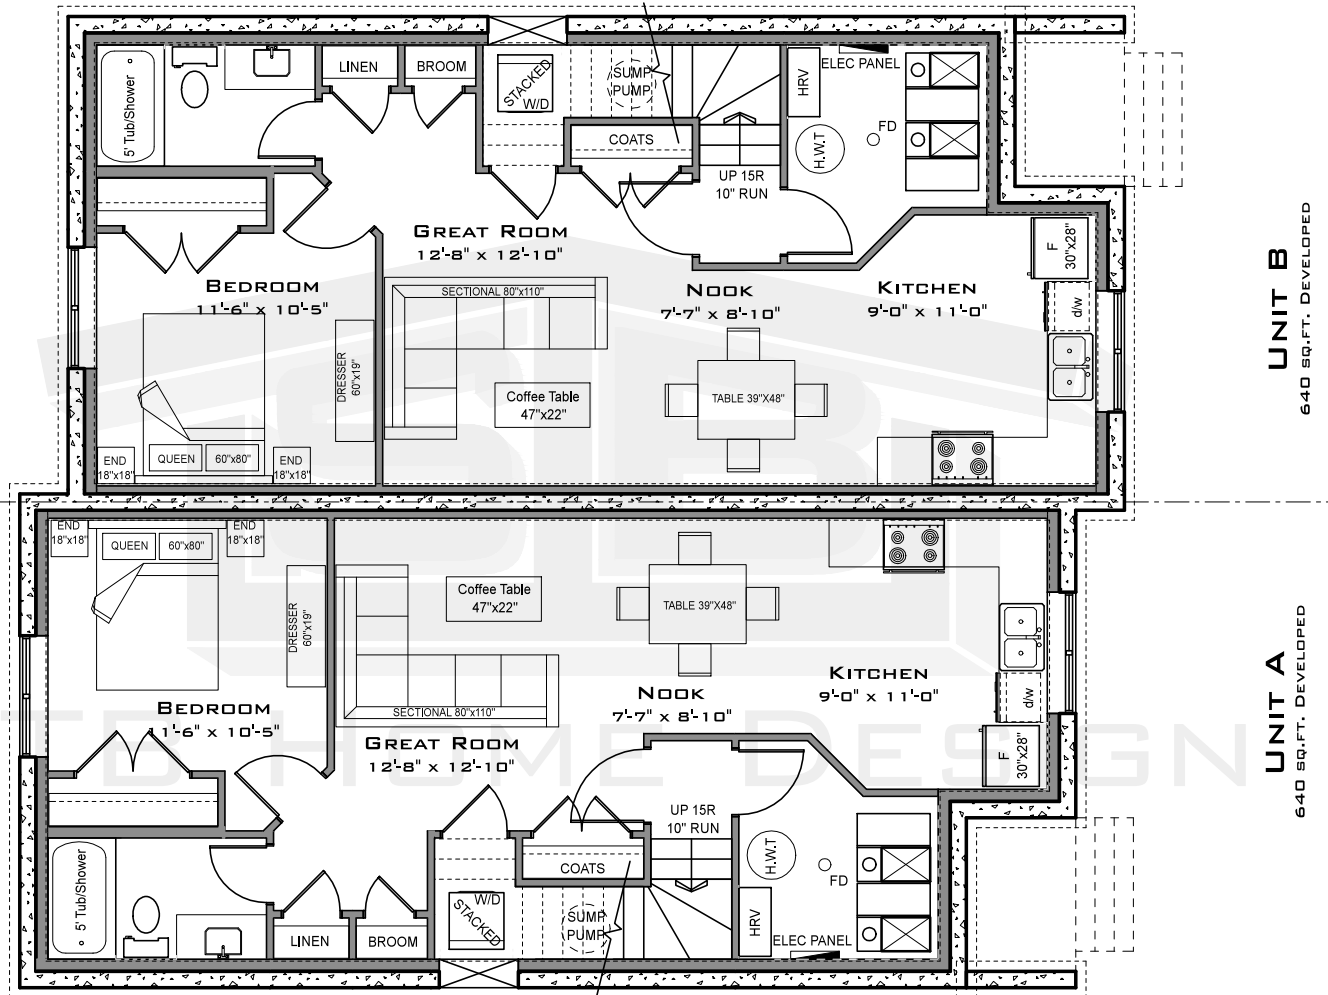 LINEN
BROOM
STACKED
W/D
SUMP
PUMP
5' Tub/Shower
COATS
HRV
ELEC PANEL
FD
H.W.T
UP 15R
10" RUN
GREAT ROOM
12'-8" x 12'-10"
BEDROOM
11'-6" x 10'-5"
SECTIONAL 80"x110"
NOOK
7'-7" x 8'-10"
KITCHEN
9'-0" x 11'-0"
F
30"x28"
d/w
DRESSER
60"x19"
Coffee Table
47"x22"
TABLE 39"X48"
END
18"x18"
QUEEN
60"x80"
END
18"x18"
UNIT B
640 SQ.FT. DEVELOPED
END
18"x18"
QUEEN
60"x80"
END
18"x18"
DRESSER
60"x19"
Coffee Table
47"x22"
TABLE 39"X48"
BEDROOM
11'-6" x 10'-5"
SECTIONAL 80"x110"
GREAT ROOM
12'-8" x 12'-10"
NOOK
7'-7" x 8'-10"
KITCHEN
9'-0" x 11'-0"
d/w
F
30"x28"
UP 15R
10" RUN
H.W.T
FD
COATS
5' Tub/Shower
LINEN
BROOM
W/D
STACKED
SUMP
PUMP
HRV
ELEC PANEL
UNIT A
640 SQ.FT. DEVELOPED
TB HOME DESIGN